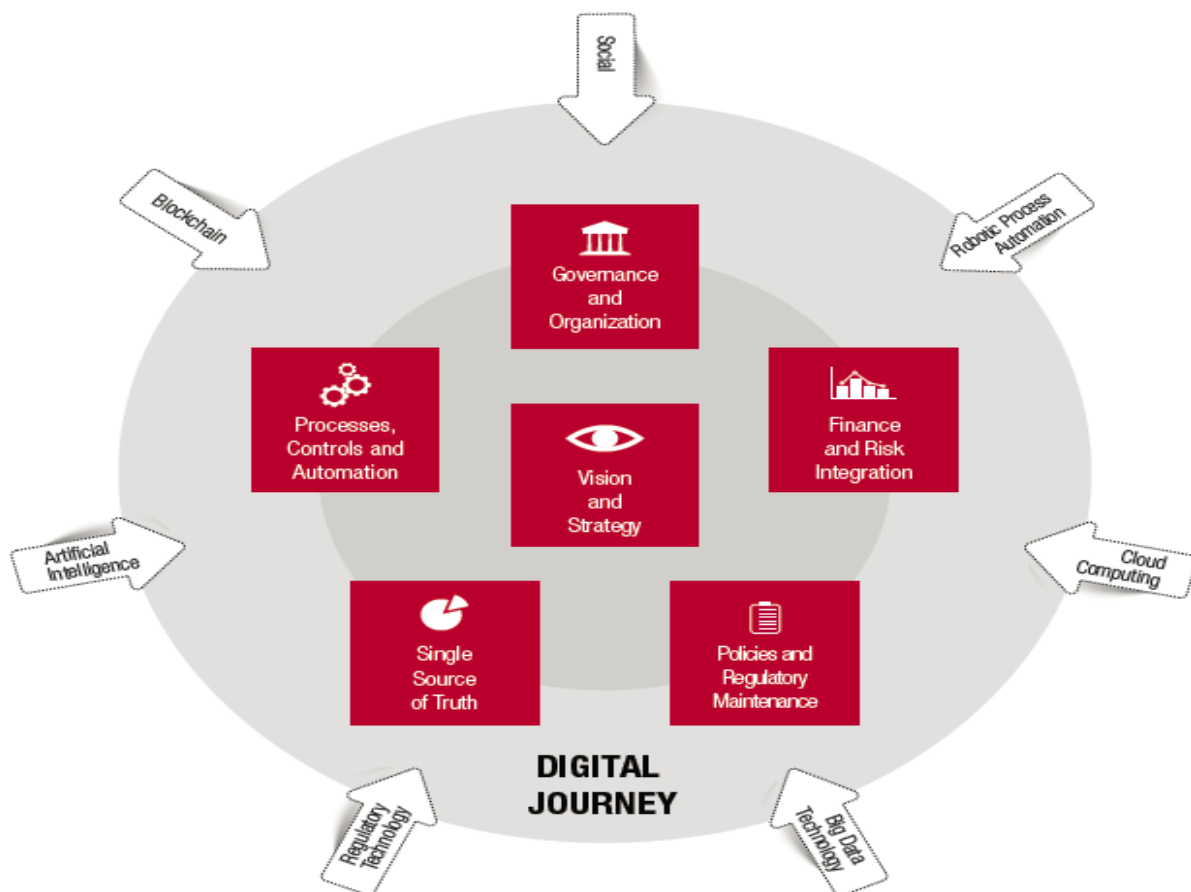 Social
Blockchain
Robotic Process
Automation
Governance
and
Organization
Processes,
Controls and
Automation
Vision
and
Strategy
Finance
and Risk
Integration
Artificial
Intelligence
Cloud
Computing
Single
Source
of Truth
Policies and
Regulatory
Maintenance
DIGITAL
JOURNEY
Regulatory
Technology
Big Data
Technology